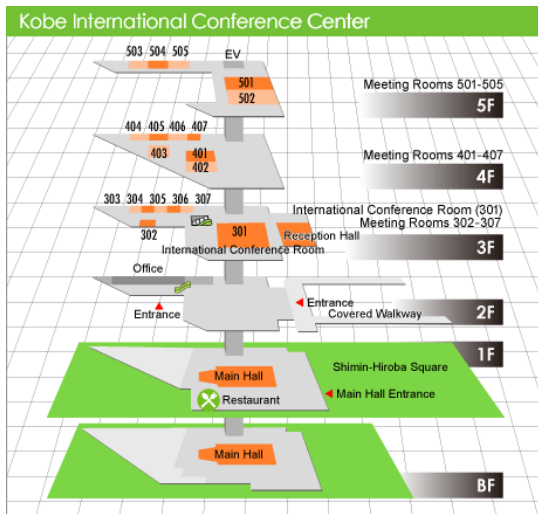 Kobe International Conference Center
503 504 505
EV
501
502
Meeting Rooms 501-505
5F
404 405 406 407
403
401
402
Meeting Rooms 401-407
4F
303 304 305 306 307
302
301
International Conference Room
Reception Hall
International Conference Room (301)
Meeting Rooms 302-307
3F
Office
Entrance
Entrance
Covered Walkway
2F
1F
Main Hall
Shimin-Hiroba Square
Restaurant
Main Hall Entrance
Main Hall
BF